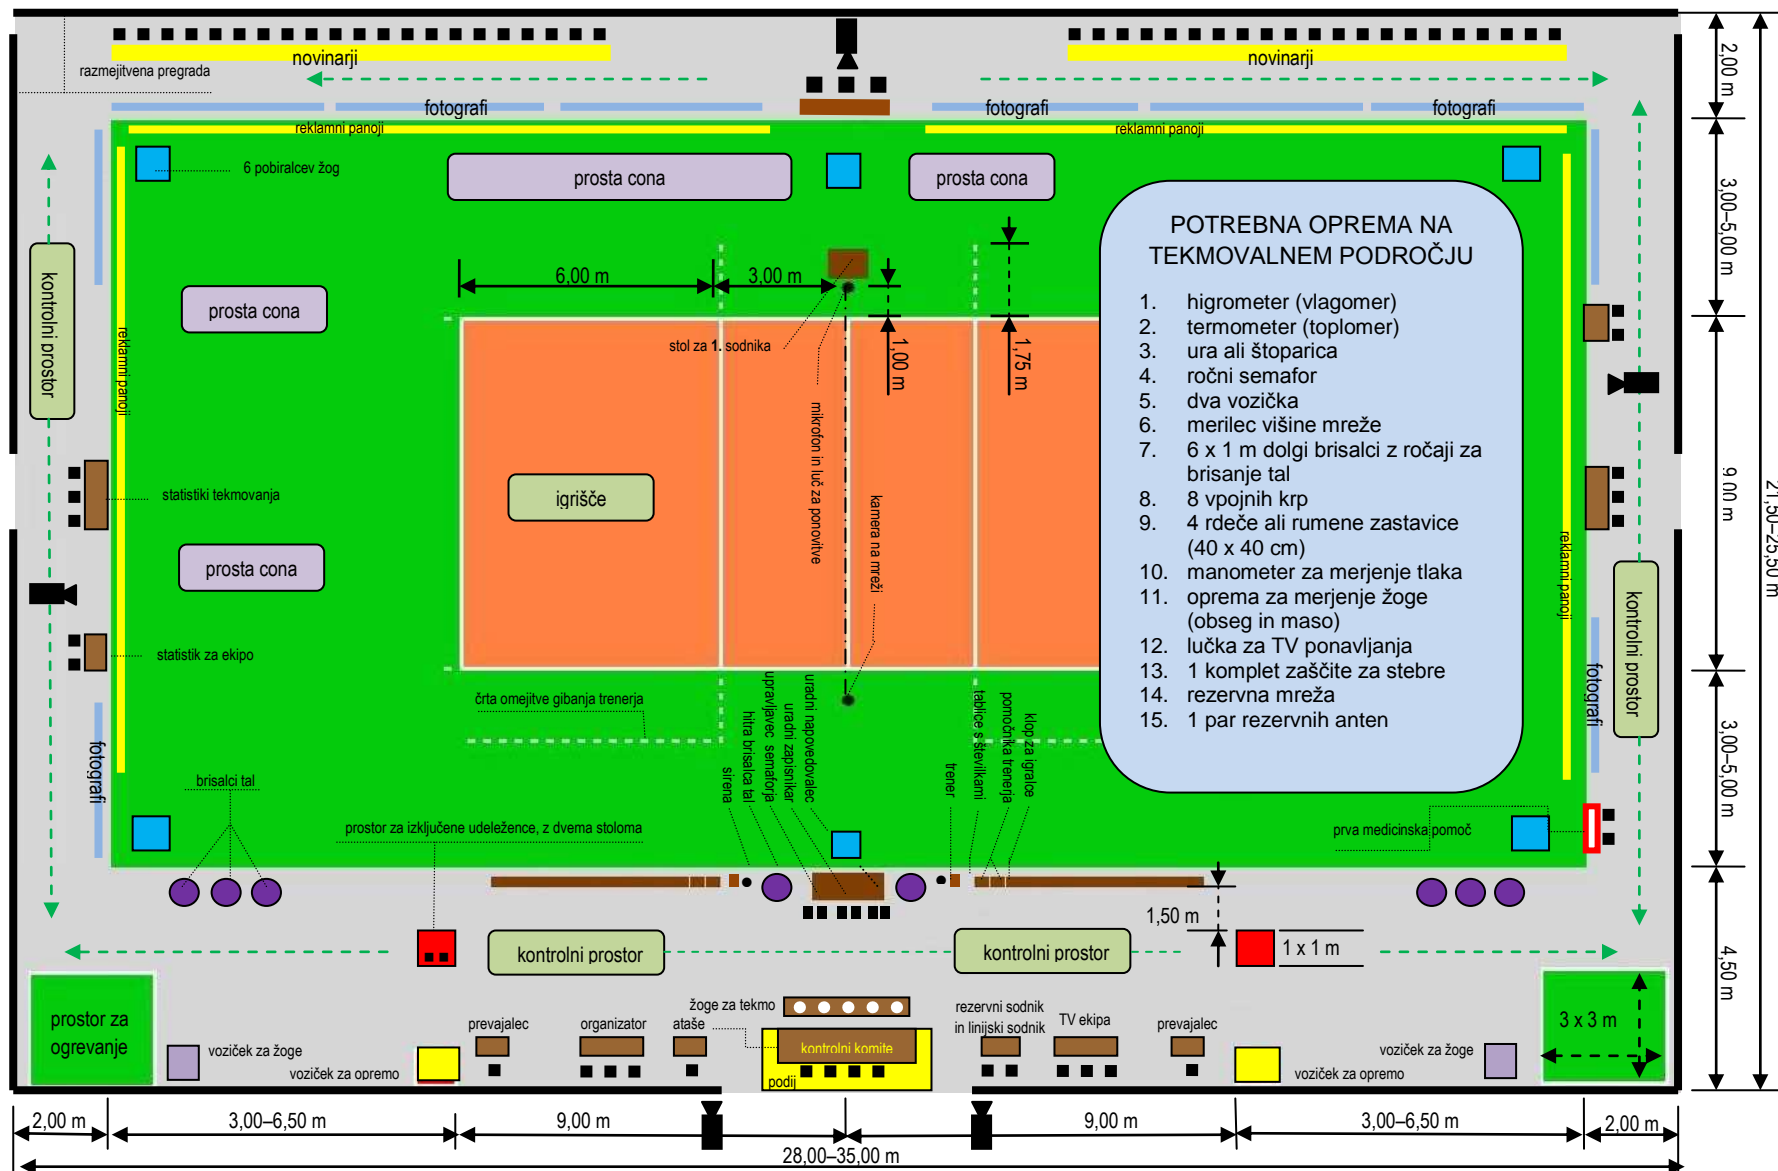 novinarji
novinarji
razmejitvena pregrada
fotografi
fotografi
fotografi
reklamni panoji
reklamni panoji
6 pobiralcev žog
prosta cona
prosta cona
kontrolni prostor
prosta cona
reklamni panoji
6,00 m
3,00 m
stol za 1. sodnika
1,00 m
1,75 m
mikrofon in luč za ponovitve
kamera na mreži
igrišče
statistiki tekmovanja
prosta cona
statistik za ekipo
fotografi
POTREBNA OPREMA NA
TEKMOVALNEM PODROČJU
1. higrometer (vlagomer)
2. termometer (toplomer)
3. ura ali štoparica
4. ročni semafor
5. dva vozička
6. merilec višine mreže
7. 6 x 1 m dolgi brisalci z ročaji za
brisanje tal
8. 8 vpojnih krp
9. 4 rdeče ali rumene zastavice
(40 x 40 cm)
10. manometer za merjenje tlaka
11. oprema za merjenje žoge
(obseg in maso)
12. lučka za TV ponavljanja
13. 1 komplet zaščite za stebre
14. rezervna mreža
15. 1 par rezervnih anten
reklamni panoji
kontrolni prostor
fotografi
2,00 m
3,00–5,00 m
9,00 m
3,00–5,00 m
4,50 m
21,50–25,50 m
črta omejitve gibanja trenerja
brisalci tal
prostor za izključene udeležence, z dvema stoloma
sirena
hitra brisalca tal
upravljavec semaforja
uradni zapisnikar
uradni napovedovalec
trener
tablice s številkami
pomočnika trenerja
klop za igralce
prva medicinska pomoč
1,50 m
1 x 1 m
kontrolni prostor
kontrolni prostor
prostor za
ogrevanje
voziček za žoge
voziček za opremo
prevajalec
organizator
ataše
žoge za tekmo
kontrolni komite
podij
rezervni sodnik
in linijski sodnik
TV ekipa
prevajalec
voziček za opremo
voziček za žoge
3 x 3 m
2,00 m
3,00–6,50 m
9,00 m
9,00 m
3,00–6,50 m
2,00 m
28,00–35,00 m